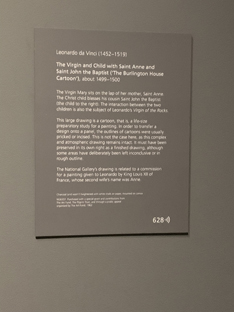 Leonardo da Vinci (1452–1519)
The Virgin and Child with Saint Anne and
Saint John the Baptist ('The Burlington House
Cartoon'), about 1499–1500
The Virgin Mary sits on the lap of her mother, Saint Anne.
The Christ child blesses his cousin Saint John the Baptist
(the child to the right). The interaction between the two
children is also the subject of Leonardo's Virgin of the Rocks.
This large drawing is a cartoon, that is, a life-size
preparatory study for a painting. In order to transfer a
design onto a panel, the outlines of cartoons were usually
pricked or incised. This is not the case here, as this complex
and atmospheric drawing remains intact. It must have been
preserved in its own right as a finished drawing, although
some areas have deliberately been left inconclusive or in
rough outline.
The National Gallery's drawing is related to a commission
for a painting given to Leonardo by King Louis XII of
France, whose second wife's name was Anne.
628